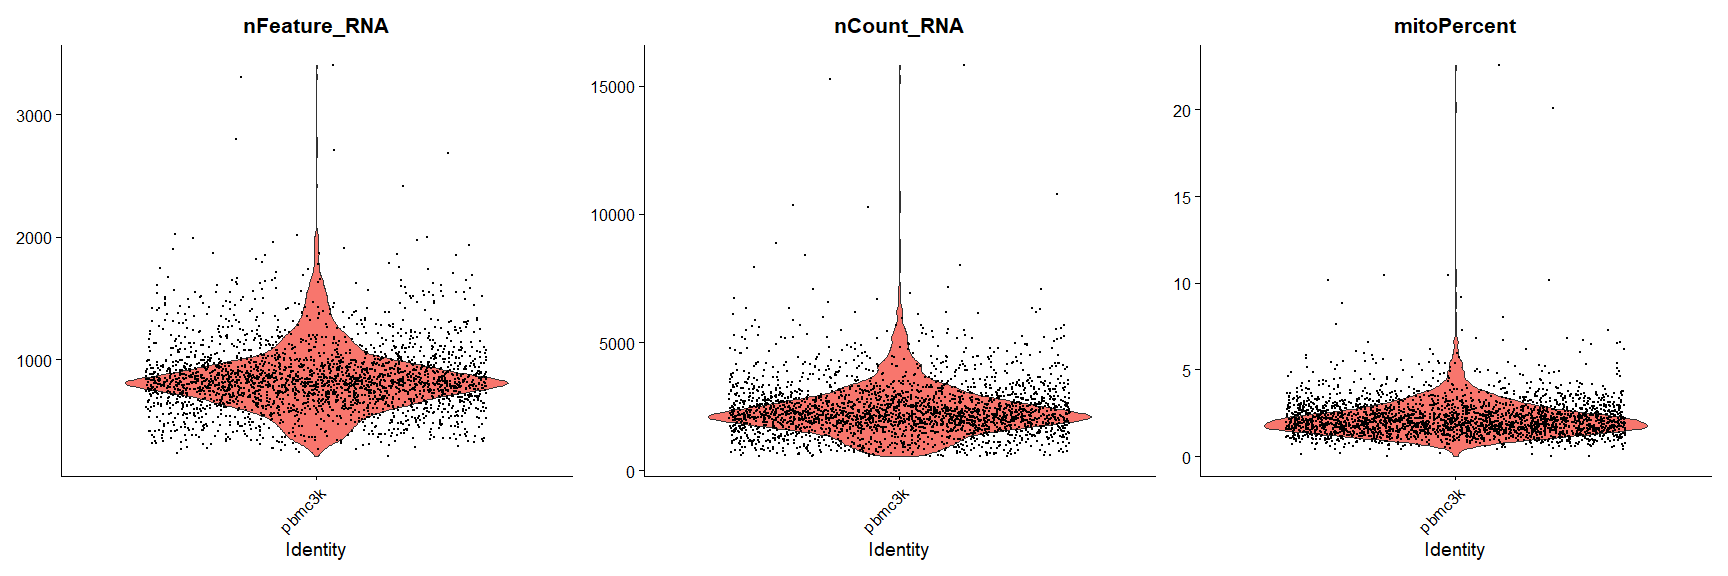 nFeature_RNA
3000
2000
1000
pbmc3k
Identity
nCount_RNA
15000
10000
5000
0
pbmc3k
Identity
mitoPercent
20
15
10
5
0
pbmc3k
Identity